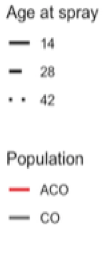 Age at spray
14
28
42
Population
ACO
CO